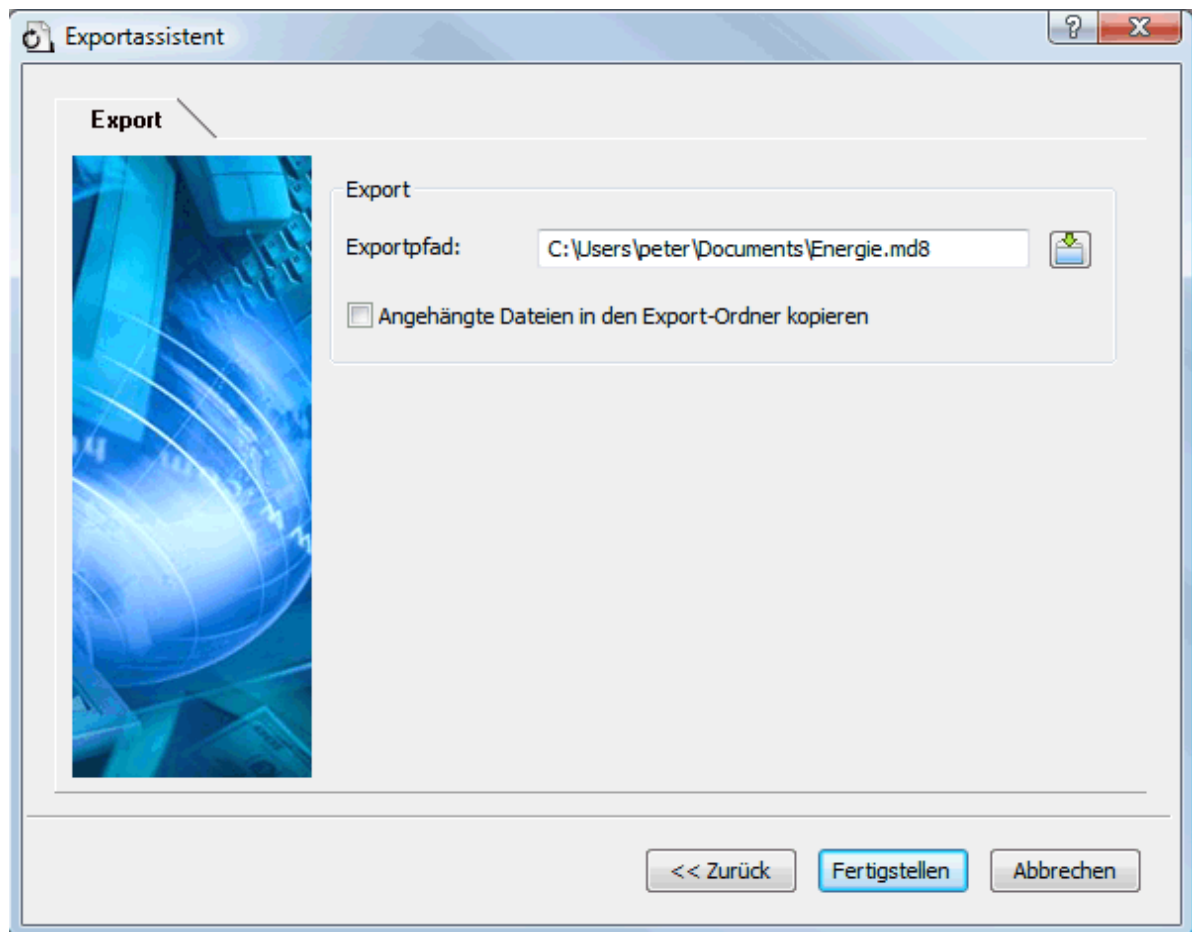 Exportassistent
Export
Export
Exportpfad: C:\Users\peter\Documents\Energie.md8
Angehängte Dateien in den Export-Ordner kopieren
<< Zurück Fertigstellen Abbrechen